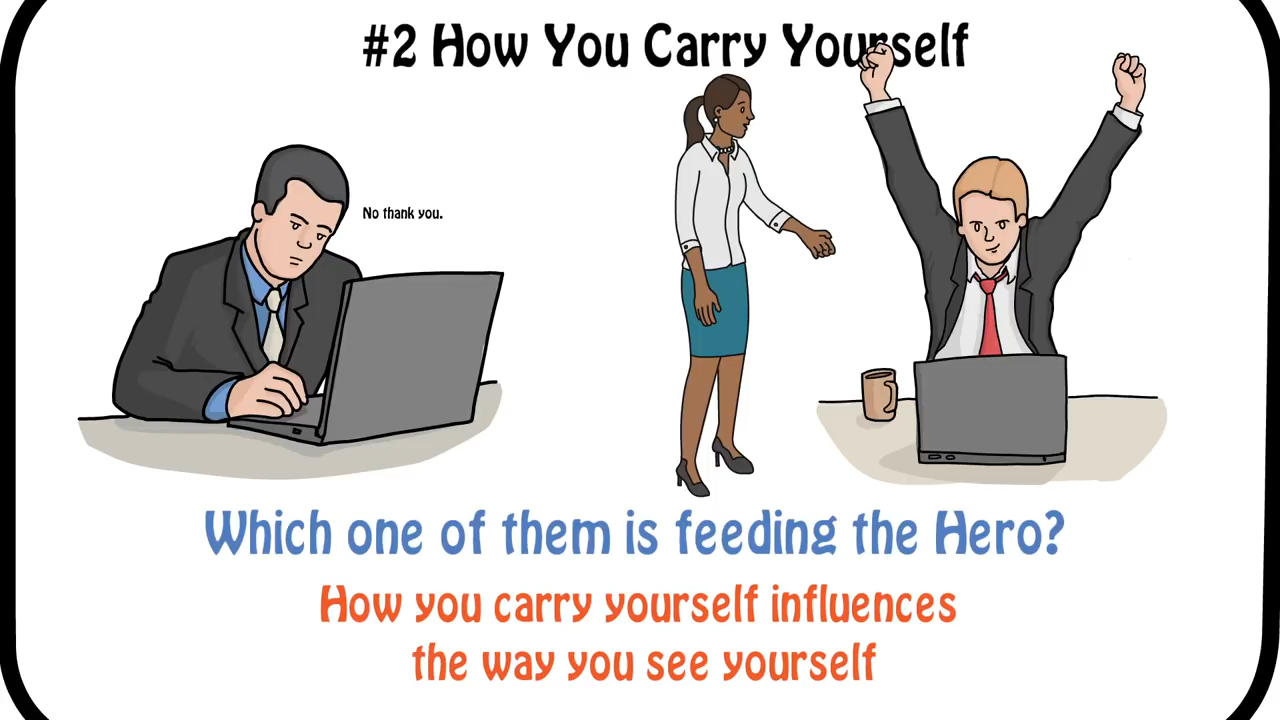 #2 How You Carry Yourself
No thank you.
Which one of them is feeding the Hero?
How you carry yourself influences
the way you see yourself